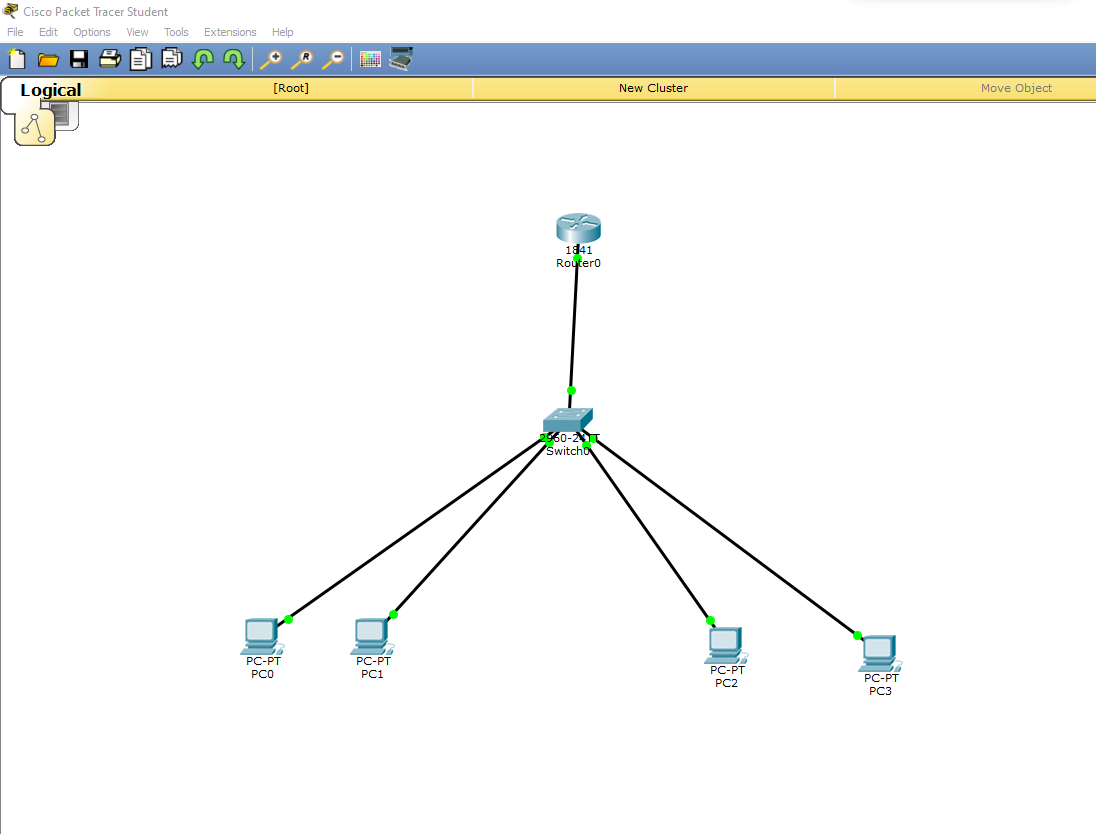 Cisco Packet Tracer Student
File Edit Options View Tools Extensions Help
Logical [Root] New Cluster Move Object
1841
Router0
2960-24TT
Switch0
PC-PT
PC0
PC-PT
PC1
PC-PT
PC2
PC-PT
PC3